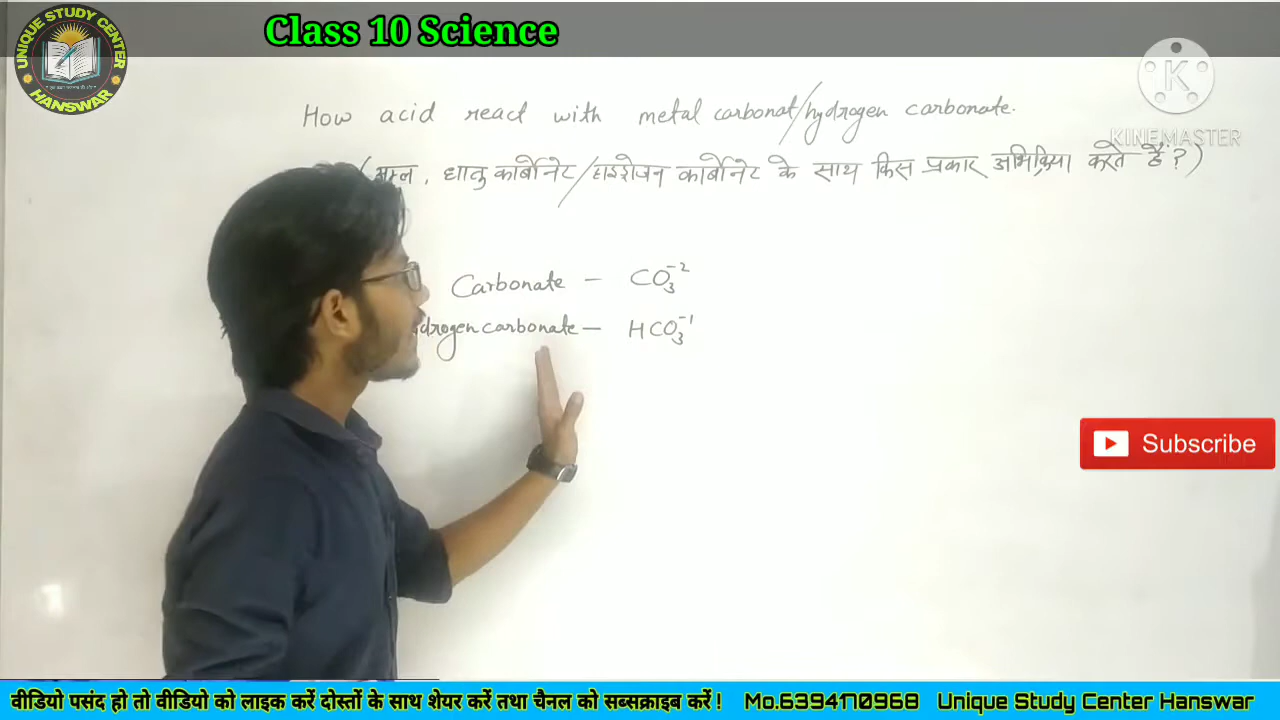 Class 10 Science
UNIQUE STUDY CENTER
HANSWAR
K
KINEMASTER
How acid react with metal carbonat/hydrogen carbonate.
(अम्ल, धातु कार्बोनेट/हाइड्रोजन कार्बोनेट के साथ किस प्रकार अभिक्रिया करते हैं?)
Carbonate – CO₃⁻²
drogen carbonate – HCO₃⁻¹
Subscribe
वीडियो पसंद हो तो वीडियो को लाइक करें दोस्तों के साथ शेयर करें तथा चैनल को सब्सक्राइब करें ! Mo.6394170968 Unique Study Center Hanswar